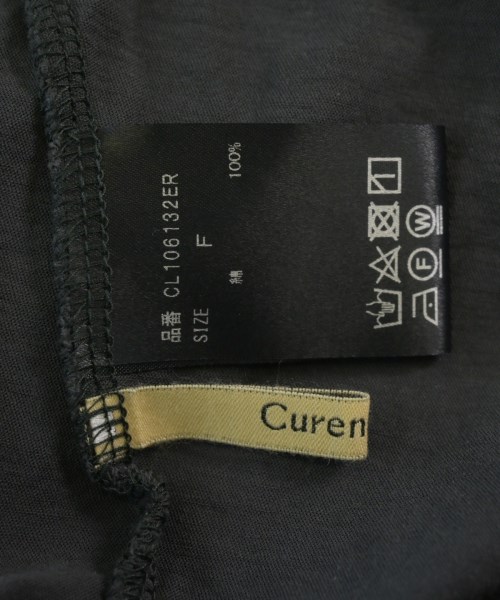 品番 CL106132ER
SIZE F
綿 100%
F W
Curen